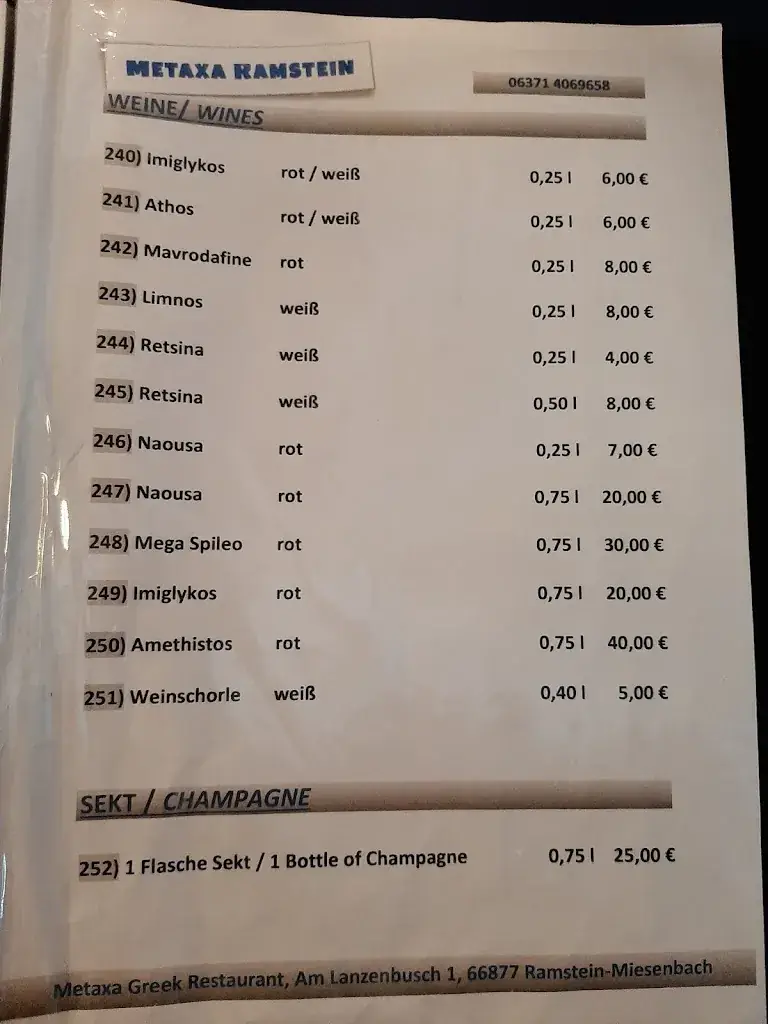 METAXA RAMSTEIN
06371 4069658
WEINE/ WINES
240) Imiglykos rot / weiß 0,25 l 6,00 €
241) Athos rot / weiß 0,25 l 6,00 €
242) Mavrodafine rot 0,25 l 8,00 €
243) Limnos weiß 0,25 l 8,00 €
244) Retsina weiß 0,25 l 4,00 €
245) Retsina weiß 0,50 l 8,00 €
246) Naousa rot 0,25 l 7,00 €
247) Naousa rot 0,75 l 20,00 €
248) Mega Spileo rot 0,75 l 30,00 €
249) Imiglykos rot 0,75 l 20,00 €
250) Amethistos rot 0,75 l 40,00 €
251) Weinschorle weiß 0,40 l 5,00 €
SEKT / CHAMPAGNE
252) 1 Flasche Sekt / 1 Bottle of Champagne 0,75 l 25,00 €
Metaxa Greek Restaurant, Am Lanzenbusch 1, 66877 Ramstein-Miesenbach